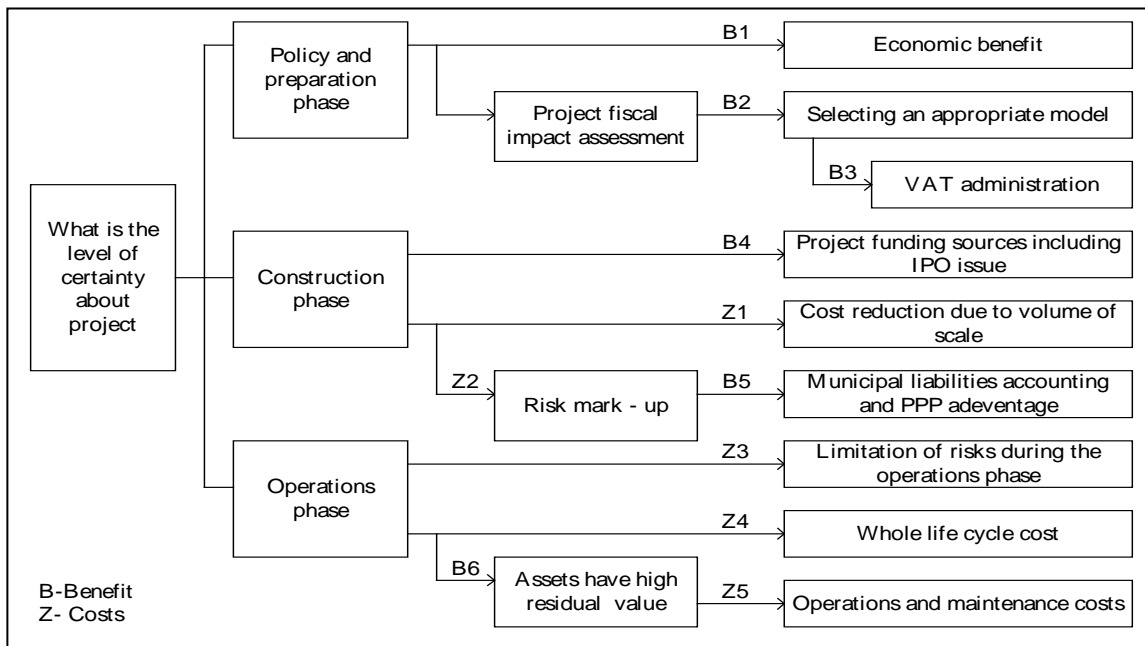 What is the
level of
certainty
about
project
Policy and
preparation
phase
B1
Economic benefit
Project fiscal
impact assessment
B2
Selecting an appropriate model
B3
VAT administration
Construction
phase
B4
Project funding sources including
IPO issue
Z1
Cost reduction due to volume of
scale
Z2
Risk mark - up
B5
Municipal liabilities accounting
and PPP adeventage
Operations
phase
Z3
Limitation of risks during the
operations phase
Z4
Whole life cycle cost
B6
Assets have high
residual value
Z5
Operations and maintenance costs
B-Benefit
Z- Costs